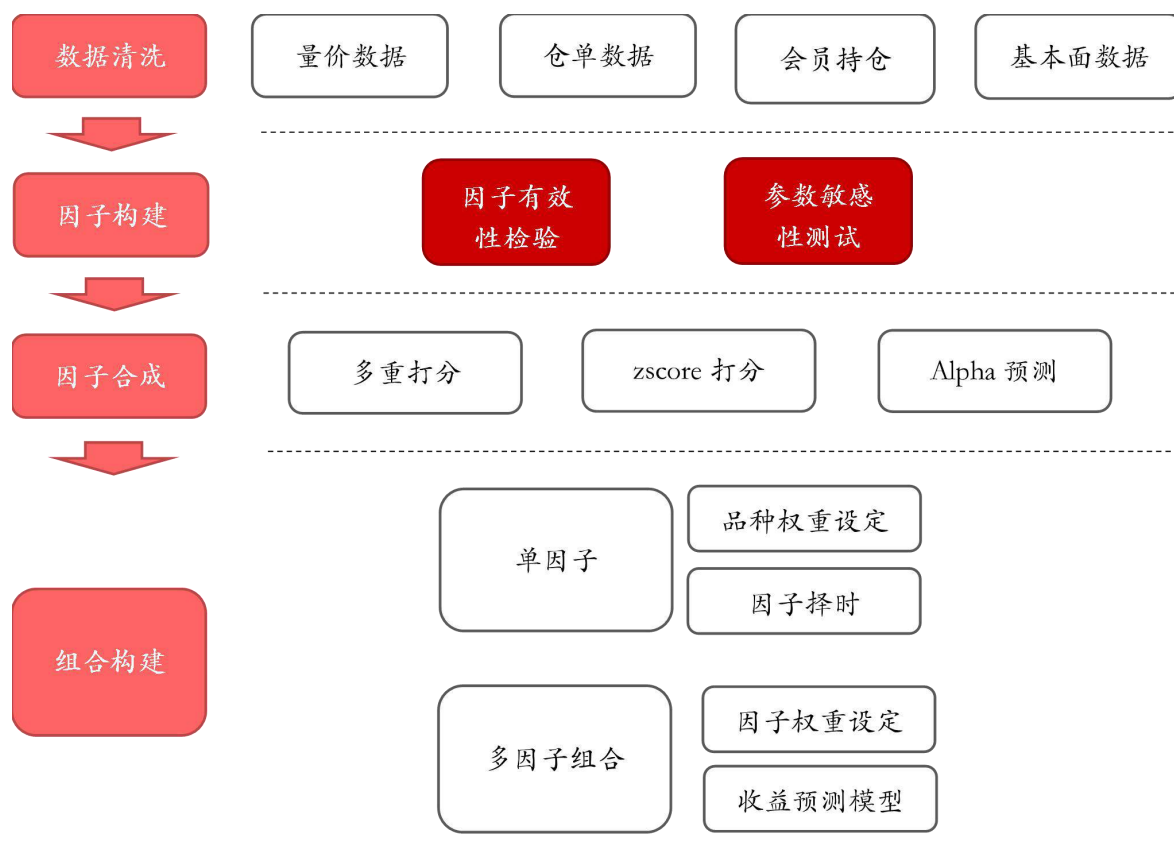 数据清洗
量价数据
仓单数据
会员持仓
基本面数据
因子构建
因子有效
性检验
参数敏感
性测试
因子合成
多重打分
zscore 打分
Alpha 预测
组合构建
单因子
品种权重设定
因子择时
多因子组合
因子权重设定
收益预测模型